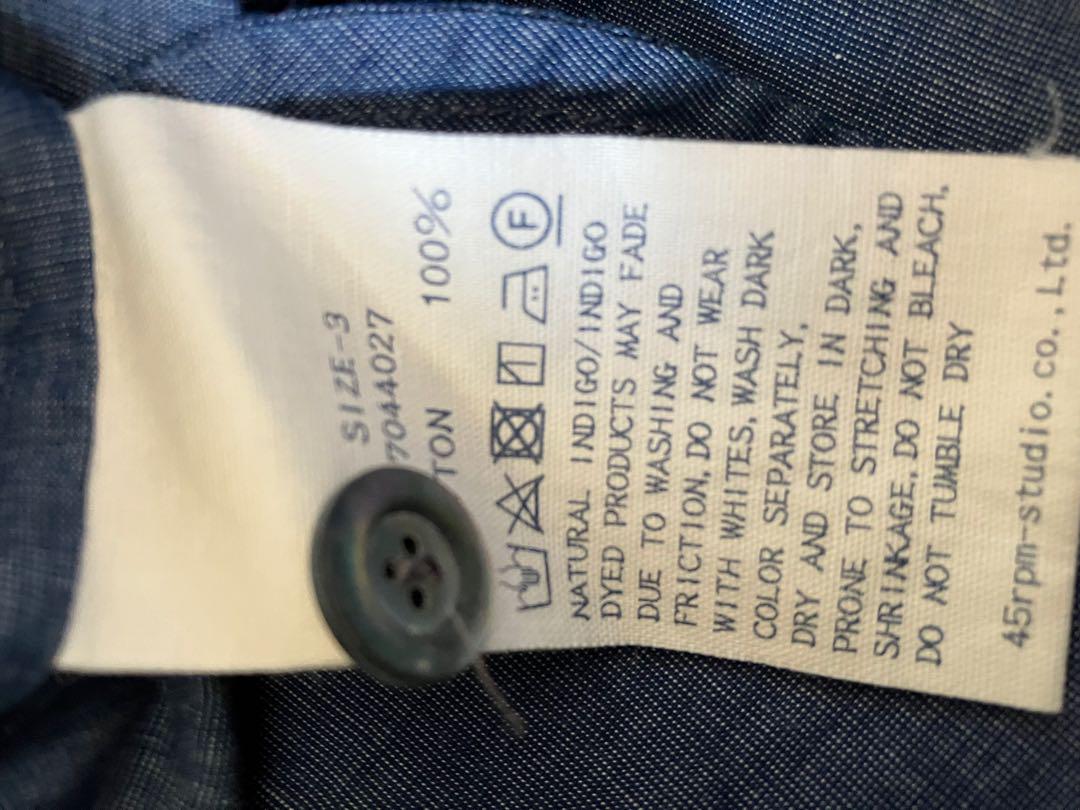 SIZE-3
7044027
TON 100%
F
NATURAL INDIGO/INDIGO
DYED PRODUCTS MAY FADE
DUE TO WASHING AND
FRICTION, DO NOT WEAR
WITH WHITES, WASH DARK
COLOR SEPARATELY,
DRY AND STORE IN DARK,
PRONE TO STRETCHING AND
SHRINKAGE., DO NOT BLEACH,
DO NOT TUMBLE DRY
45rpm-studio.co.,Ltd.